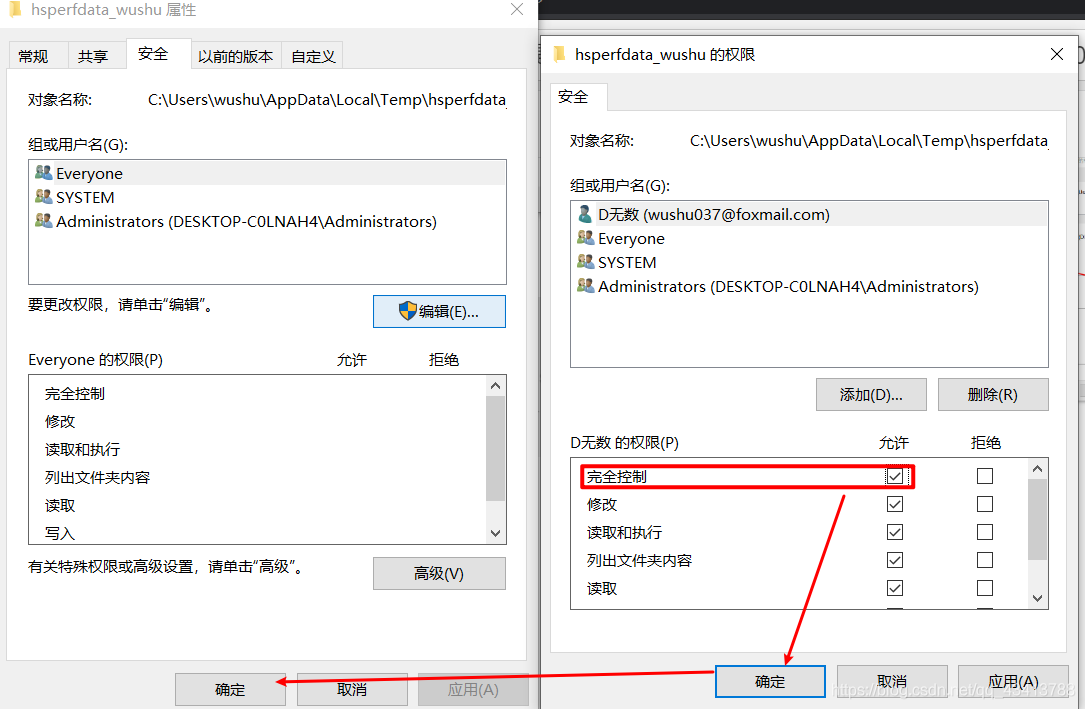 hsperfdata_wushu 属性
常规 共享 安全 以前的版本 自定义
对象名称: C:\Users\wushu\AppData\Local\Temp\hsperfdata_
组或用户名(G):
Everyone
SYSTEM
Administrators (DESKTOP-C0LNAH4\Administrators)
要更改权限，请单击“编辑”。
编辑(E)...
Everyone 的权限(P) 允许 拒绝
完全控制
修改
读取和执行
列出文件夹内容
读取
写入
有关特殊权限或高级设置，请单击“高级”。
高级(V)
确定 取消 应用(A)
hsperfdata_wushu 的权限
安全
对象名称: C:\Users\wushu\AppData\Local\Temp\hsperfdata_
组或用户名(G):
D无数 (wushu037@foxmail.com)
Everyone
SYSTEM
Administrators (DESKTOP-C0LNAH4\Administrators)
添加(D)... 删除(R)
D无数 的权限(P) 允许 拒绝
完全控制
修改
读取和执行
列出文件夹内容
读取
确定 取消 应用(A)